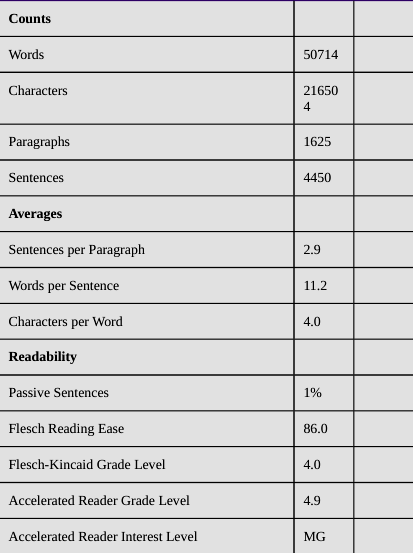 Counts
Words 50714
Characters 21650
4
Paragraphs 1625
Sentences 4450
Averages
Sentences per Paragraph 2.9
Words per Sentence 11.2
Characters per Word 4.0
Readability
Passive Sentences 1%
Flesch Reading Ease 86.0
Flesch-Kincaid Grade Level 4.0
Accelerated Reader Grade Level 4.9
Accelerated Reader Interest Level MG